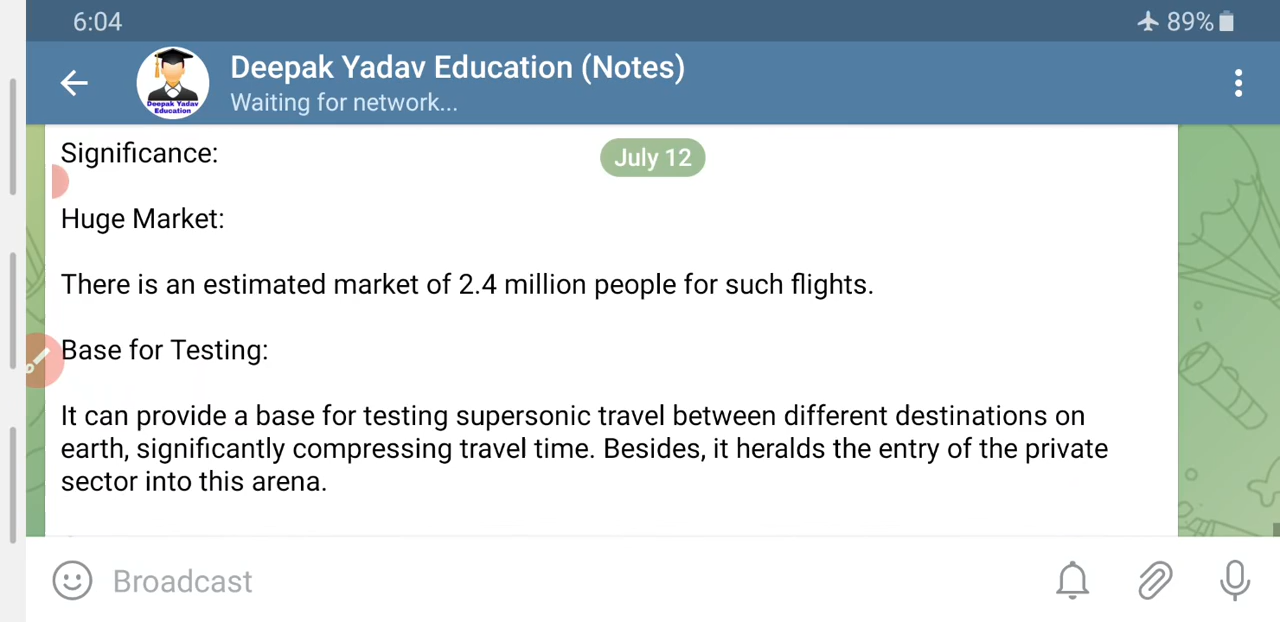 6:04
89%
Deepak Yadav Education (Notes)
Deepak Yadav
Education
Waiting for network...
July 12
Significance:
Huge Market:
There is an estimated market of 2.4 million people for such flights.
Base for Testing:
It can provide a base for testing supersonic travel between different destinations on
earth, significantly compressing travel time. Besides, it heralds the entry of the private
sector into this arena.
Broadcast